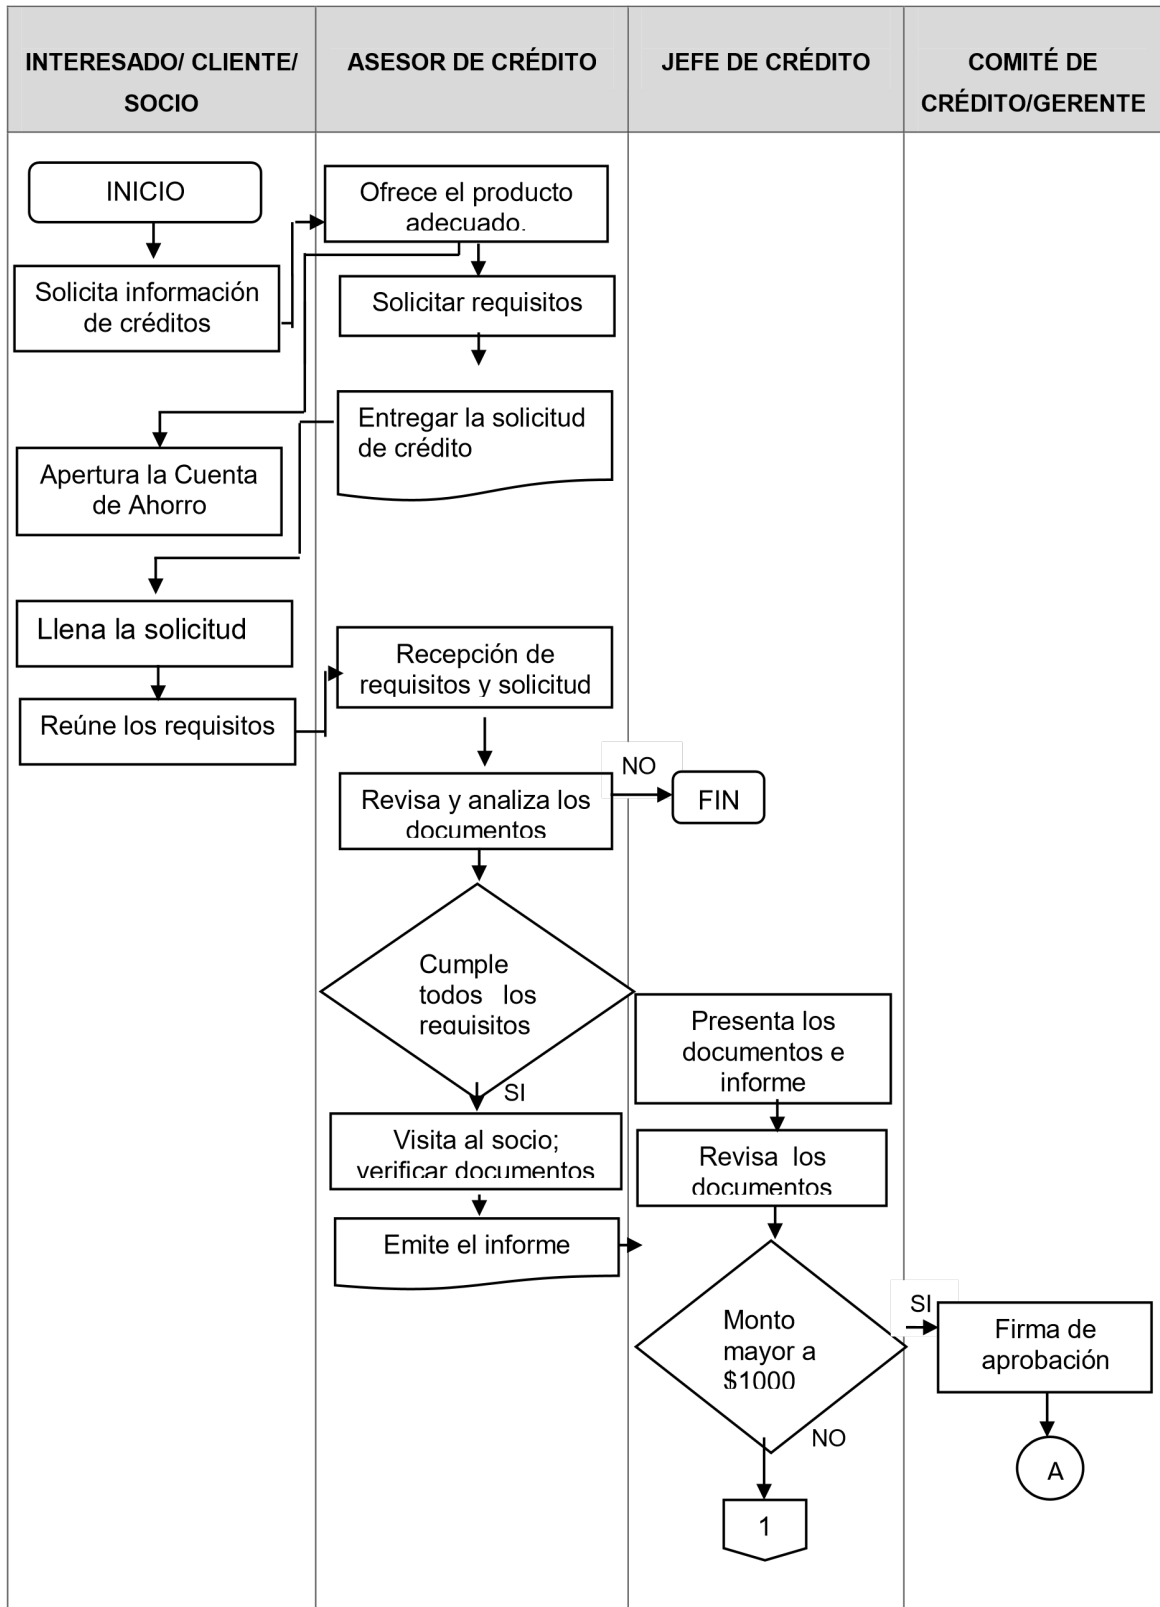 INTERESADO/ CLIENTE/
SOCIO
ASESOR DE CRÉDITO
JEFE DE CRÉDITO
COMITÉ DE
CRÉDITO/GERENTE
INICIO
Ofrece el producto
adecuado.
Solicita información
de créditos
Solicitar requisitos
Entregar la solicitud
de crédito
Apertura la Cuenta
de Ahorro
Llena la solicitud
Recepción de
requisitos y solicitud
Reúne los requisitos
NO
Revisa y analiza los
documentos
FIN
Cumple
todos los
requisitos
Presenta los
documentos e
informe
SI
Visita al socio;
verificar documentos
Revisa los
documentos
Emite el informe
Monto
mayor a
$1000
SI
Firma de
aprobación
NO
A
1